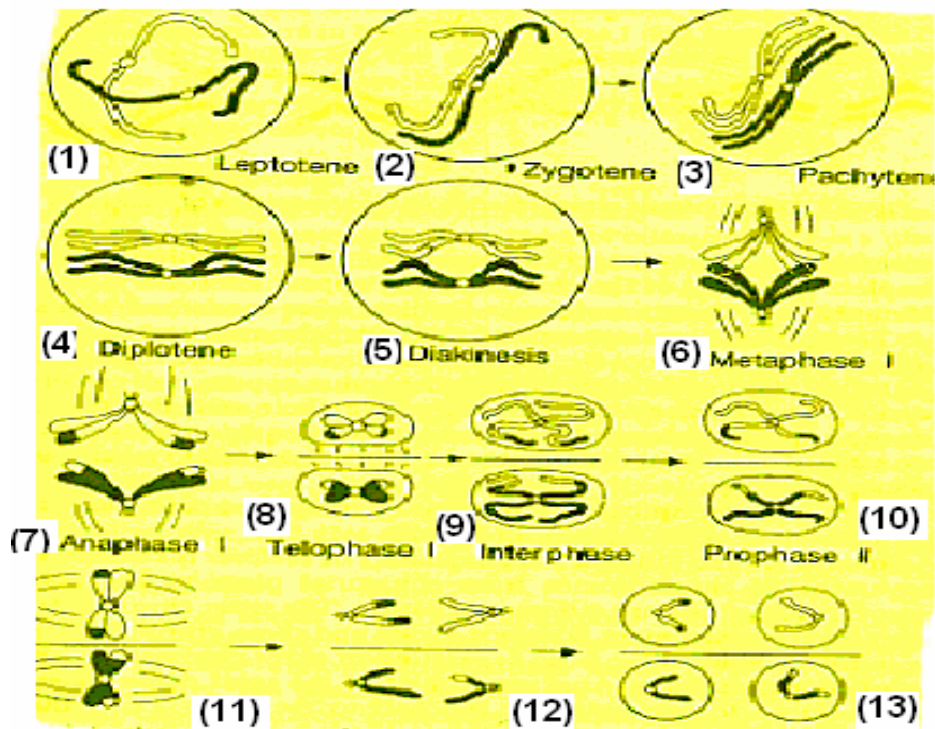 (1) Leptotene (2) Zygotene (3) Pachytene
(4) Diplotene (5) Diakinesis (6) Metaphase I
(7) Anaphase I (8) Tellophase I (9) Interphase Prophase II (10)
(11) (12) (13)